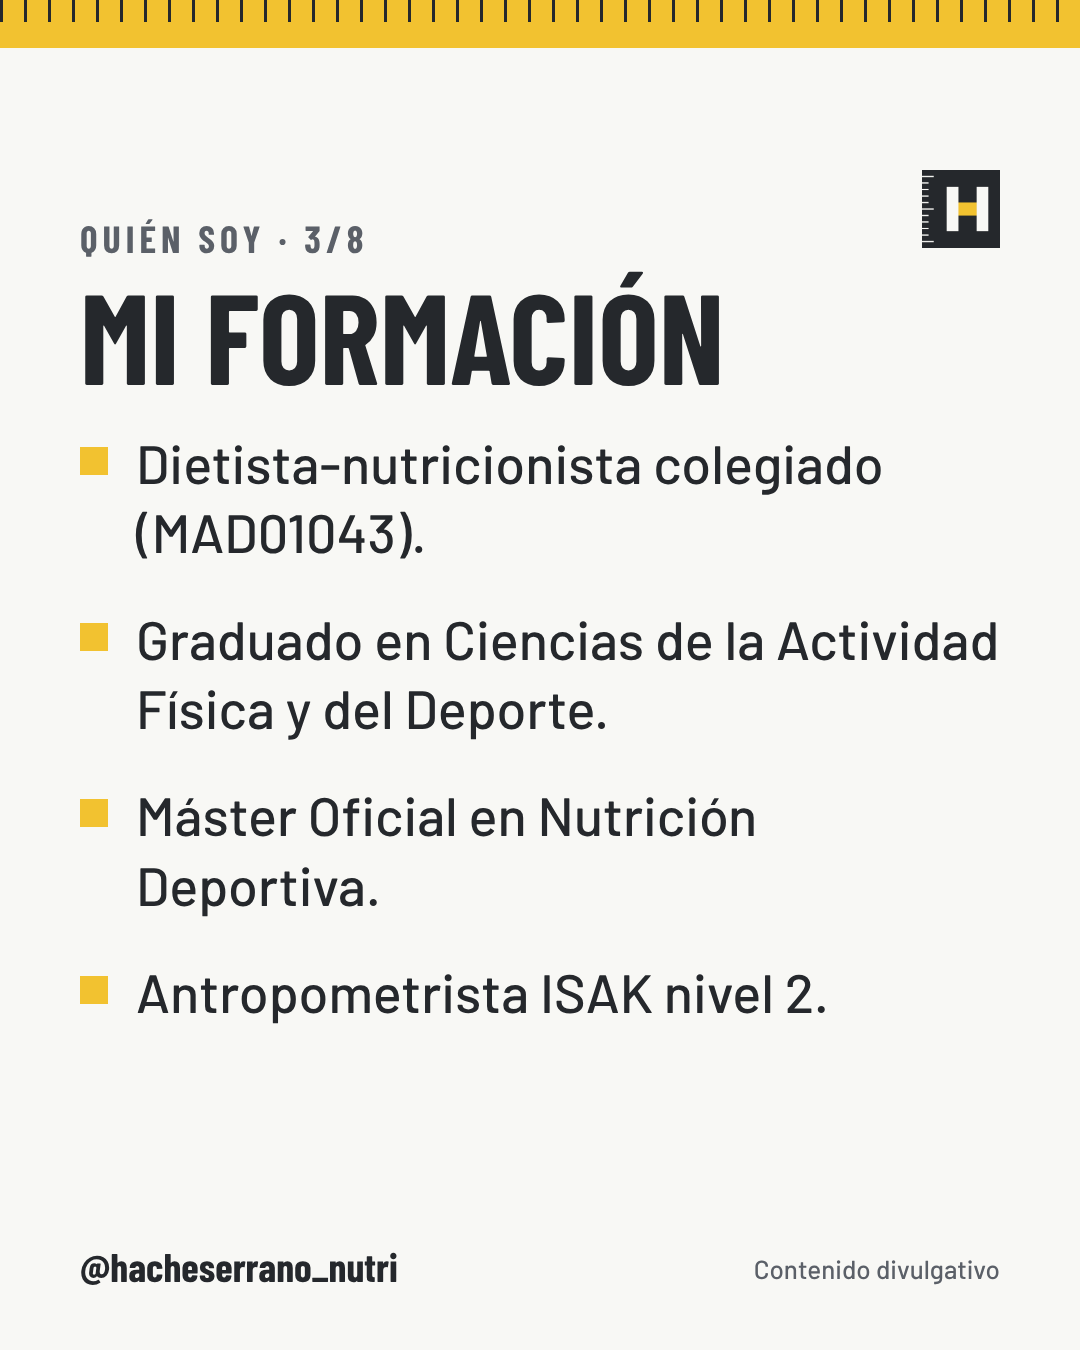 H
QUIÉN SOY · 3/8
MI FORMACIÓN
Dietista-nutricionista colegiado
(MAD01043).
Graduado en Ciencias de la Actividad
Física y del Deporte.
Máster Oficial en Nutrición
Deportiva.
Antropometrista ISAK nivel 2.
@hacheserrano_nutri
Contenido divulgativo